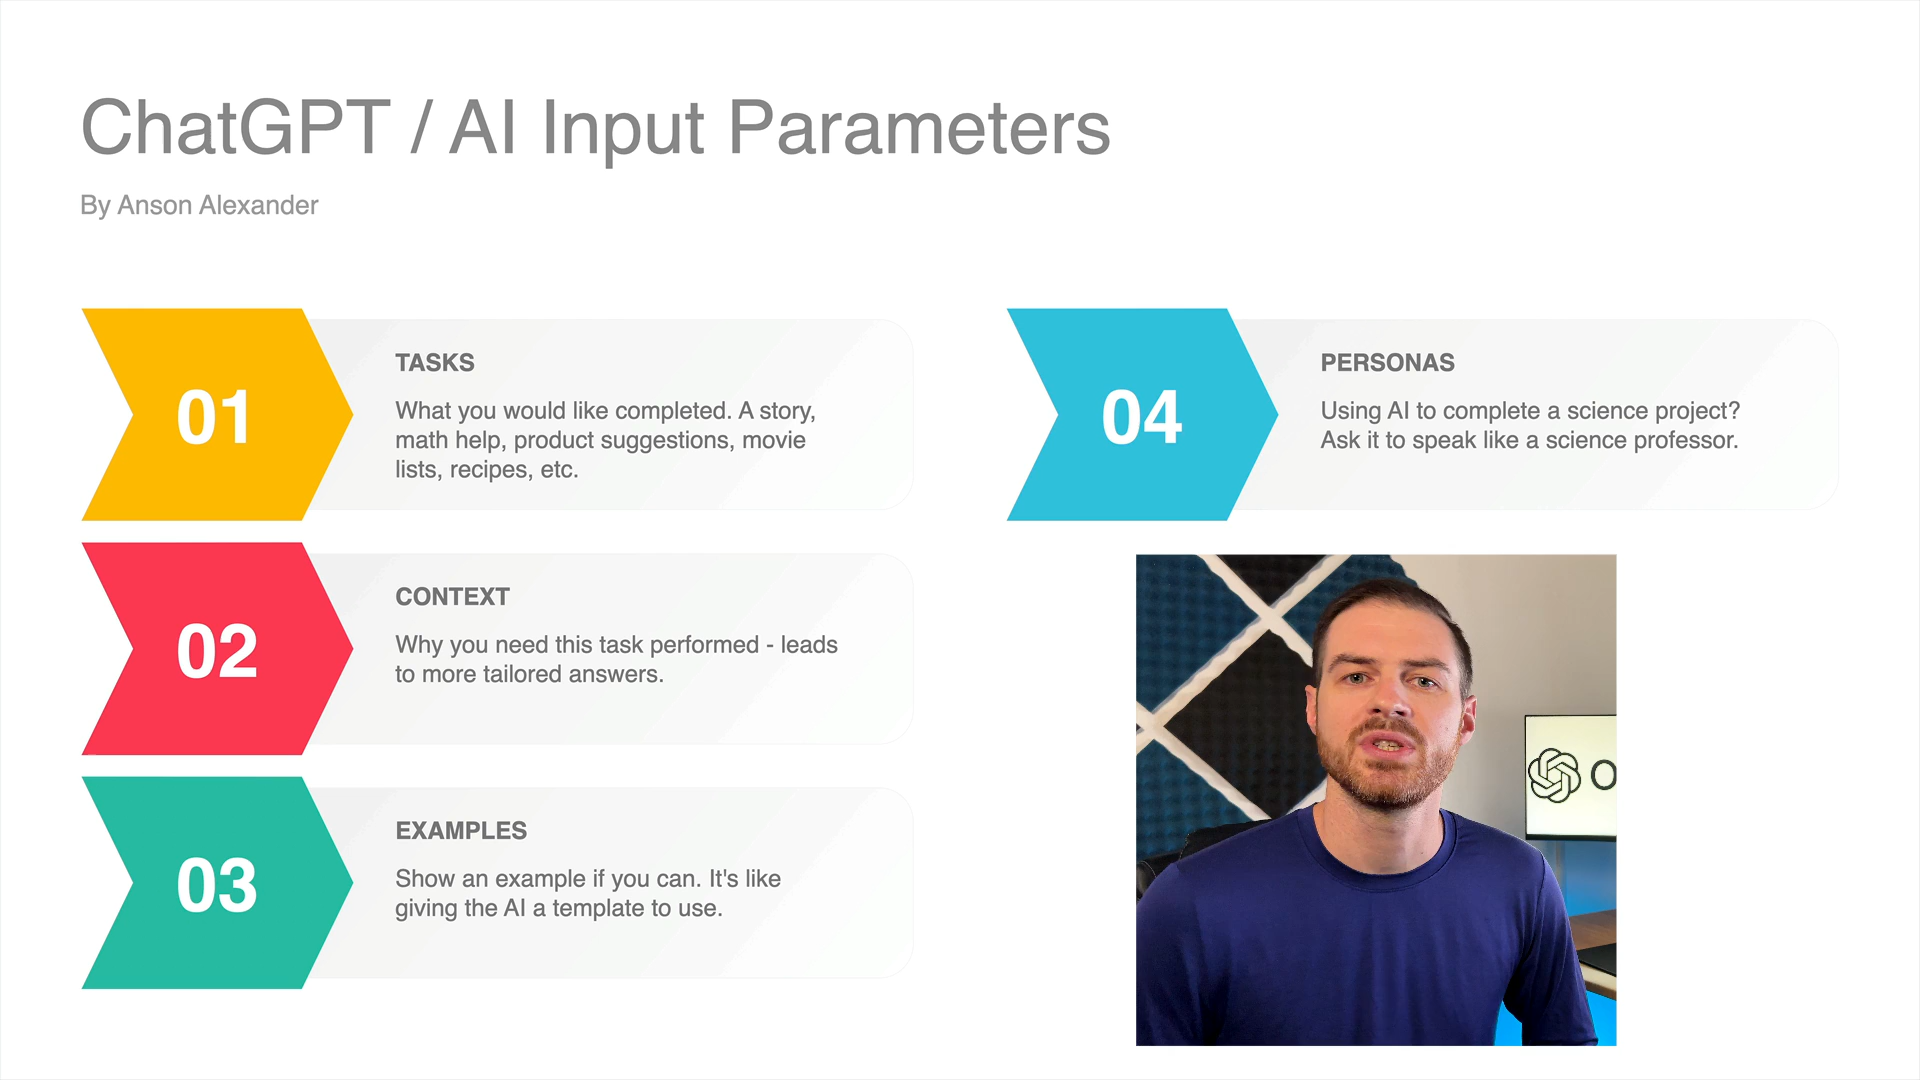 ChatGPT / AI Input Parameters
By Anson Alexander
01
TASKS
What you would like completed. A story,
math help, product suggestions, movie
lists, recipes, etc.
02
CONTEXT
Why you need this task performed - leads
to more tailored answers.
03
EXAMPLES
Show an example if you can. It's like
giving the AI a template to use.
04
PERSONAS
Using AI to complete a science project?
Ask it to speak like a science professor.
O